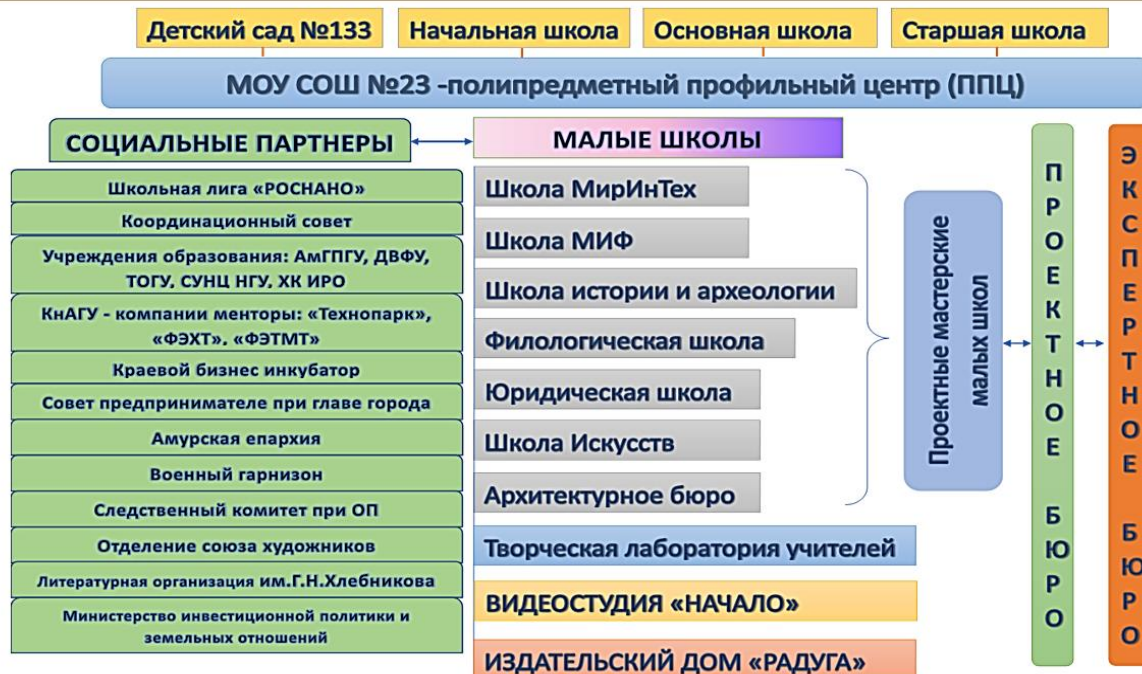 Детский сад №133
Начальная школа
Основная школа
Старшая школа
МОУ СОШ №23 -полипредметный профильный центр (ППЦ)
СОЦИАЛЬНЫЕ ПАРТНЕРЫ
Школьная лига «РОСНАНО»
Координационный совет
Учреждения образования: АмГПГУ, ДВФУ,
ТОГУ, СУНЦ НГУ, ХК ИРО
КнАГУ - компании менторы: «Технопарк»,
«ФЭХТ», «ФЭТМТ»
Краевой бизнес инкубатор
Совет предпринимателе при главе города
Амурская епархия
Военный гарнизон
Следственный комитет при ОП
Отделение союза художников
Литературная организация им.Г.Н.Хлебникова
Министерство инвестиционной политики и
земельных отношений
МАЛЫЕ ШКОЛЫ
Школа МирИнТех
Школа МИФ
Школа истории и археологии
Филологическая школа
Юридическая школа
Школа Искусств
Архитектурное бюро
Творческая лаборатория учителей
ВИДЕОСТУДИЯ «НАЧАЛО»
ИЗДАТЕЛЬСКИЙ ДОМ «РАДУГА»
Проектные мастерские
малых школ
ПРОЕКТНОЕ БЮРО
ЭКСПЕРТНОЕ БЮРО